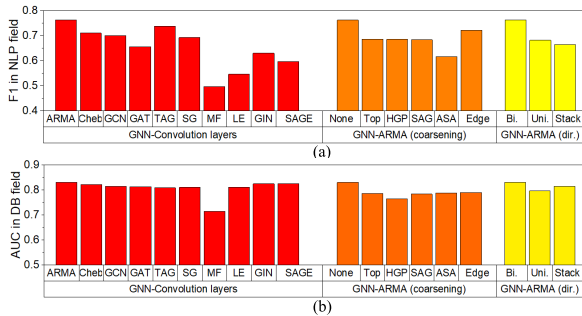 F1 in NLP field
0.8
0.7
0.6
0.5
0.4
ARMA Cheb GCN GAT TAG SG MF LE GIN SAGE None Top HGP SAG ASA Edge Bi. Uni. Stack
GNN-Convolution layers GNN-ARMA (coarsening) GNN-ARMA (dir.)
(a)
AUC in DB field
0.9
0.8
0.7
0.6
0.5
ARMA Cheb GCN GAT TAG SG MF LE GIN SAGE None Top HGP SAG ASA Edge Bi. Uni. Stack
GNN-Convolution layers GNN-ARMA (coarsening) GNN-ARMA (dir.)
(b)